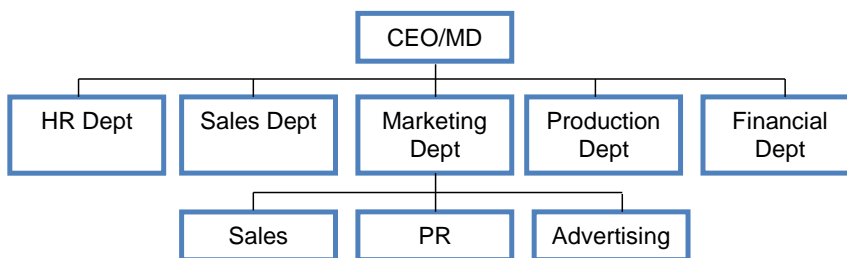 CEO/MD
HR Dept
Sales Dept
Marketing
Dept
Production
Dept
Financial
Dept
Sales
PR
Advertising